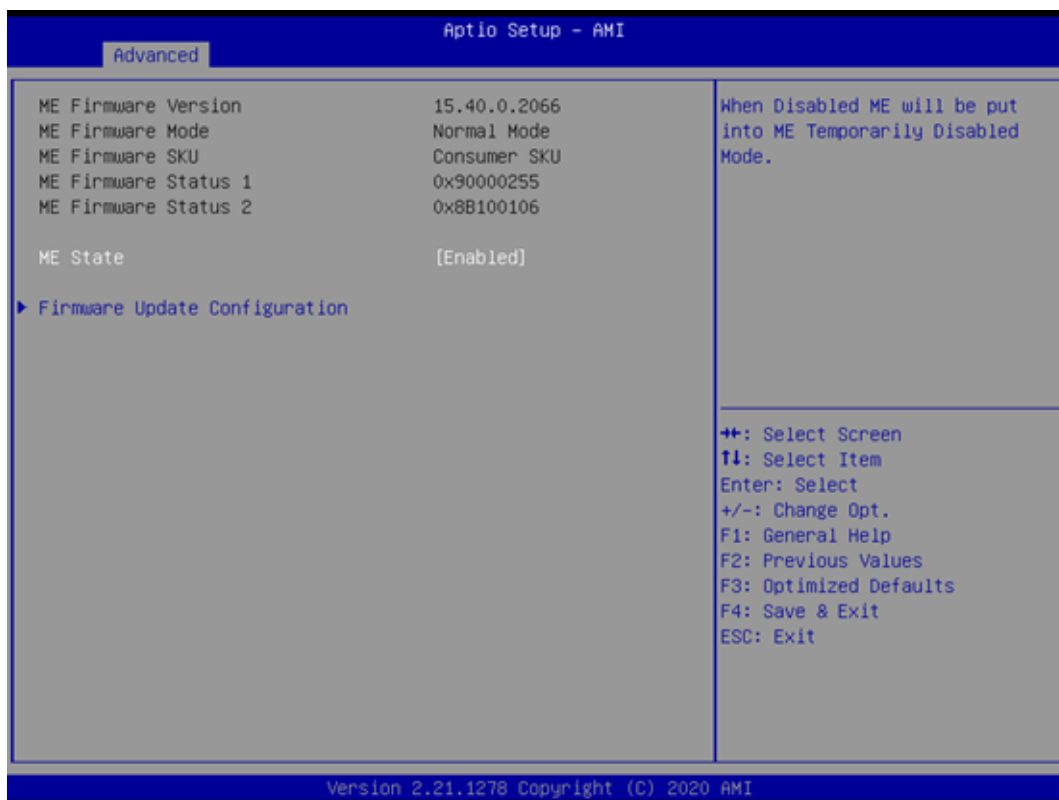 Aptio Setup - AMI
Advanced
ME Firmware Version 15.40.0.2066
ME Firmware Mode Normal Mode
ME Firmware SKU Consumer SKU
ME Firmware Status 1 0x90000255
ME Firmware Status 2 0x8B100106
ME State [Enabled]
▶ Firmware Update Configuration
When Disabled ME will be put
into ME Temporarily Disabled
Mode.
→←: Select Screen
↑↓: Select Item
Enter: Select
+/-: Change Opt.
F1: General Help
F2: Previous Values
F3: Optimized Defaults
F4: Save & Exit
ESC: Exit
Version 2.21.1278 Copyright (C) 2020 AMI